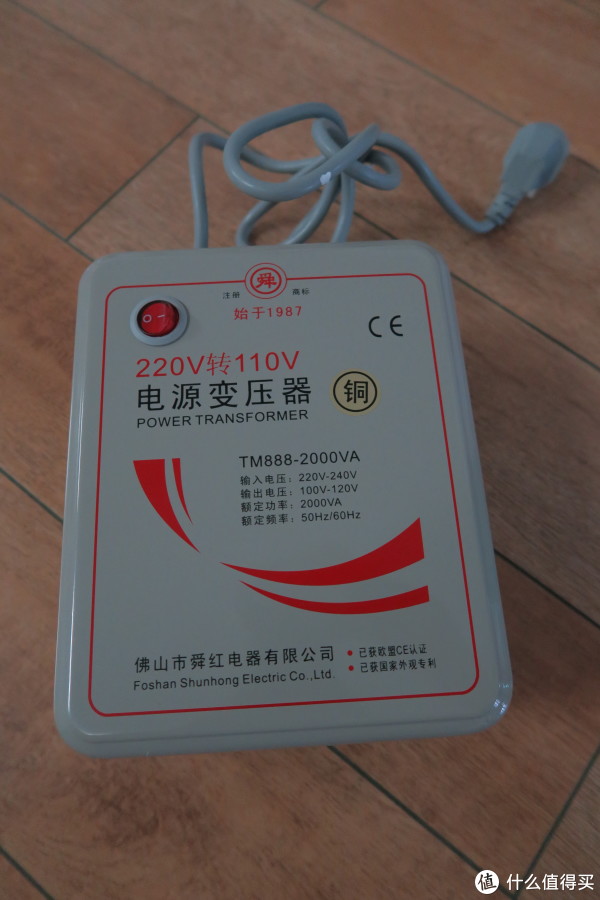 舜
注册 商标
始于1987
CE
220V转110V
电源变压器 铜
POWER TRANSFORMER
TM888-2000VA
输入电压：220V-240V
输出电压：100V-120V
额定功率：2000VA
额定频率：50Hz/60Hz
佛山市舜红电器有限公司
Foshan Shunhong Electric Co.,Ltd.
• 已获欧盟CE认证
• 已获国家外观专利
值 什么值得买